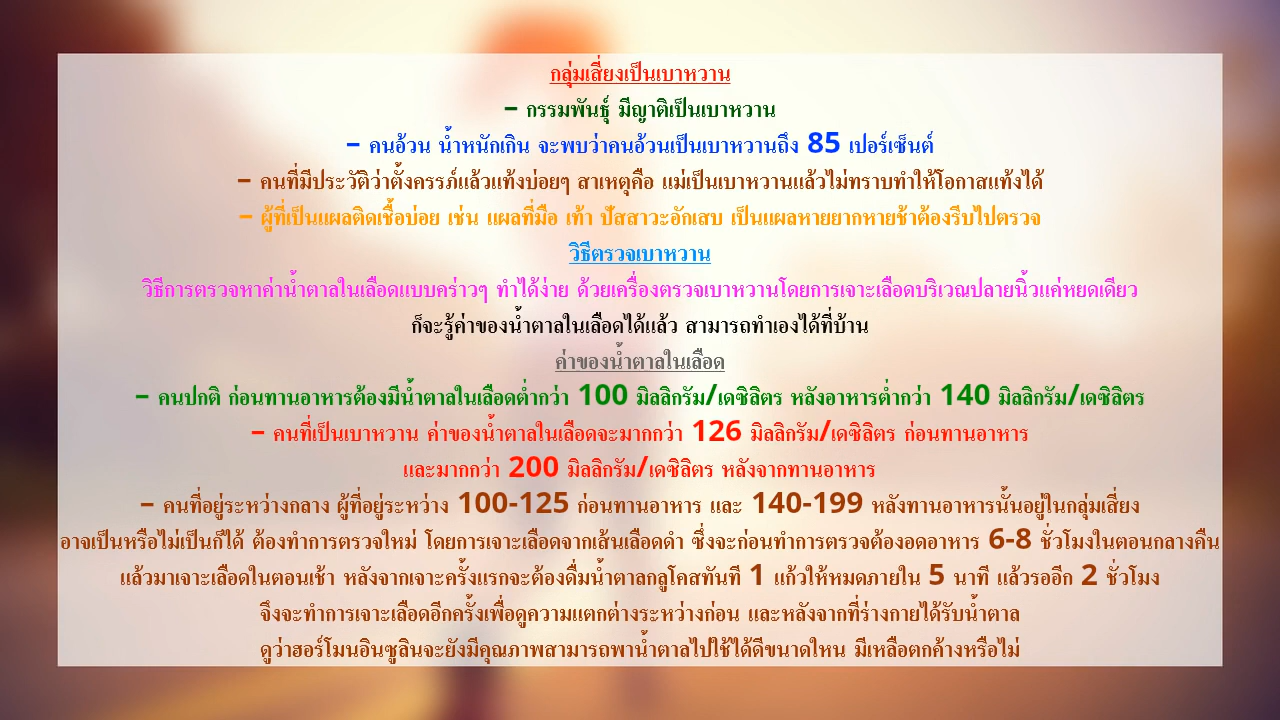 กลุ่มเสี่ยงเป็นเบาหวาน
– กรรมพันธุ์ มีญาติเป็นเบาหวาน
– คนอ้วน น้ำหนักเกิน จะพบว่าคนอ้วนเป็นเบาหวานถึง 85 เปอร์เซ็นต์
– คนที่มีประวัติว่าตั้งครรภ์แล้วแท้งบ่อยๆ สาเหตุคือ แม่เป็นเบาหวานแล้วไม่ทราบทำให้โอกาสแท้งได้
– ผู้ที่เป็นแผลติดเชื้อบ่อย เช่น แผลที่มือ เท้า ปัสสาวะอักเสบ เป็นแผลหายยากหายช้าต้องรีบไปตรวจ
วิธีตรวจเบาหวาน
วิธีการตรวจหาค่าน้ำตาลในเลือดแบบคร่าวๆ ทำได้ง่าย ด้วยเครื่องตรวจเบาหวานโดยการเจาะเลือดบริเวณปลายนิ้วแค่หยดเดียว
ก็จะรู้ค่าของน้ำตาลในเลือดได้แล้ว สามารถทำเองได้ที่บ้าน
ค่าของน้ำตาลในเลือด
– คนปกติ ก่อนทานอาหารต้องมีน้ำตาลในเลือดต่ำกว่า 100 มิลลิกรัม/เดซิลิตร หลังอาหารต่ำกว่า 140 มิลลิกรัม/เดซิลิตร
– คนที่เป็นเบาหวาน ค่าของน้ำตาลในเลือดจะมากกว่า 126 มิลลิกรัม/เดซิลิตร ก่อนทานอาหาร
และมากกว่า 200 มิลลิกรัม/เดซิลิตร หลังจากทานอาหาร
– คนที่อยู่ระหว่างกลาง ผู้ที่อยู่ระหว่าง 100-125 ก่อนทานอาหาร และ 140-199 หลังทานอาหารนั้นอยู่ในกลุ่มเสี่ยง
อาจเป็นหรือไม่เป็นก็ได้ ต้องทำการตรวจใหม่ โดยการเจาะเลือดจากเส้นเลือดดำ ซึ่งจะก่อนทำการตรวจต้องอดอาหาร 6-8 ชั่วโมงในตอนกลางคืน
แล้วมาเจาะเลือดในตอนเช้า หลังจากเจาะครั้งแรกจะต้องดื่มน้ำตาลกลูโคสทันที 1 แก้วให้หมดภายใน 5 นาที แล้วรออีก 2 ชั่วโมง
จึงจะทำการเจาะเลือดอีกครั้งเพื่อดูความแตกต่างระหว่างก่อน และหลังจากที่ร่างกายได้รับน้ำตาล
ดูว่าฮอร์โมนอินซูลินจะยังมีคุณภาพสามารถพาน้ำตาลไปใช้ได้ดีขนาดใหน มีเหลือตกค้างหรือไม่